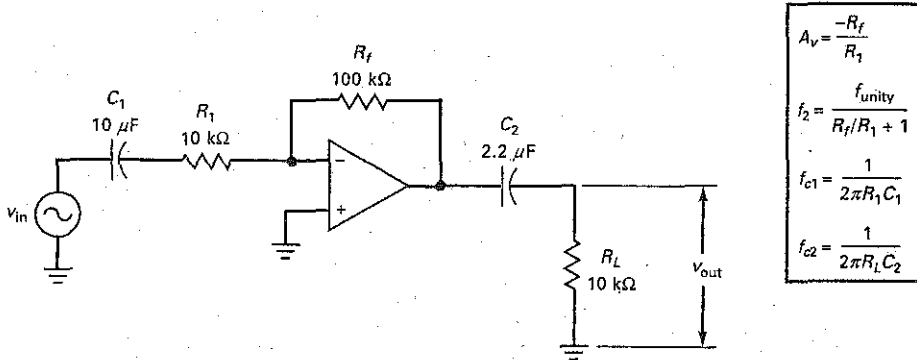 R_f
100 kΩ
C_1
10 μF
R_1
10 kΩ
C_2
2.2 μF
v_in
−
+
R_L
10 kΩ
v_out
A_v = -R_f / R_1
f_2 = f_unity / (R_f/R_1 + 1)
f_c1 = 1 / 2πR_1C_1
f_c2 = 1 / 2πR_LC_2